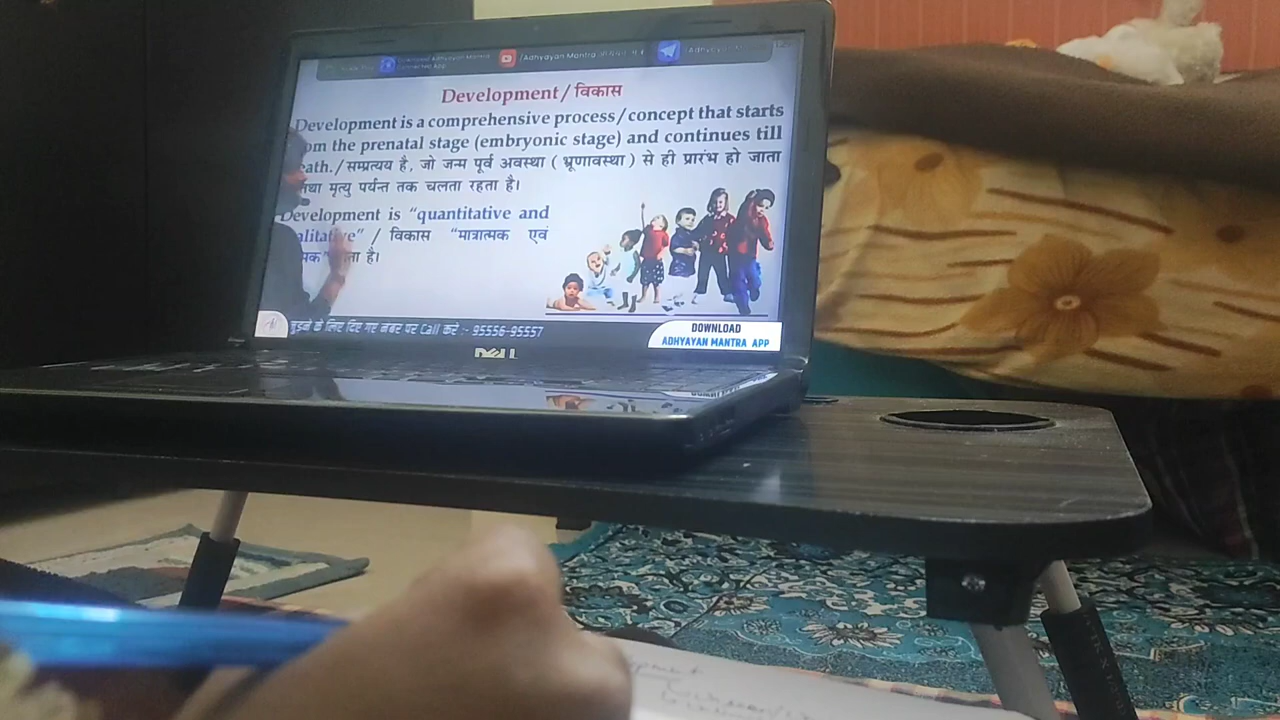 /Adhyayan Mantra
Development / विकास
Development is a comprehensive process/concept that starts
the prenatal stage (embryonic stage) and continues till
/ सम्प्रत्यय है, जो जन्म पूर्व अवस्था ( भ्रूणावस्था ) से ही प्रारंभ हो जाता
मृत्यु पर्यन्त तक चलता रहता है।
Development is “quantitative and
/ विकास “मात्रात्मक एवं
है।
के लिए दिए गए नंबर पर Call करे :- 95556-95557
DOWNLOAD
ADHYAYAN MANTRA APP
DELL